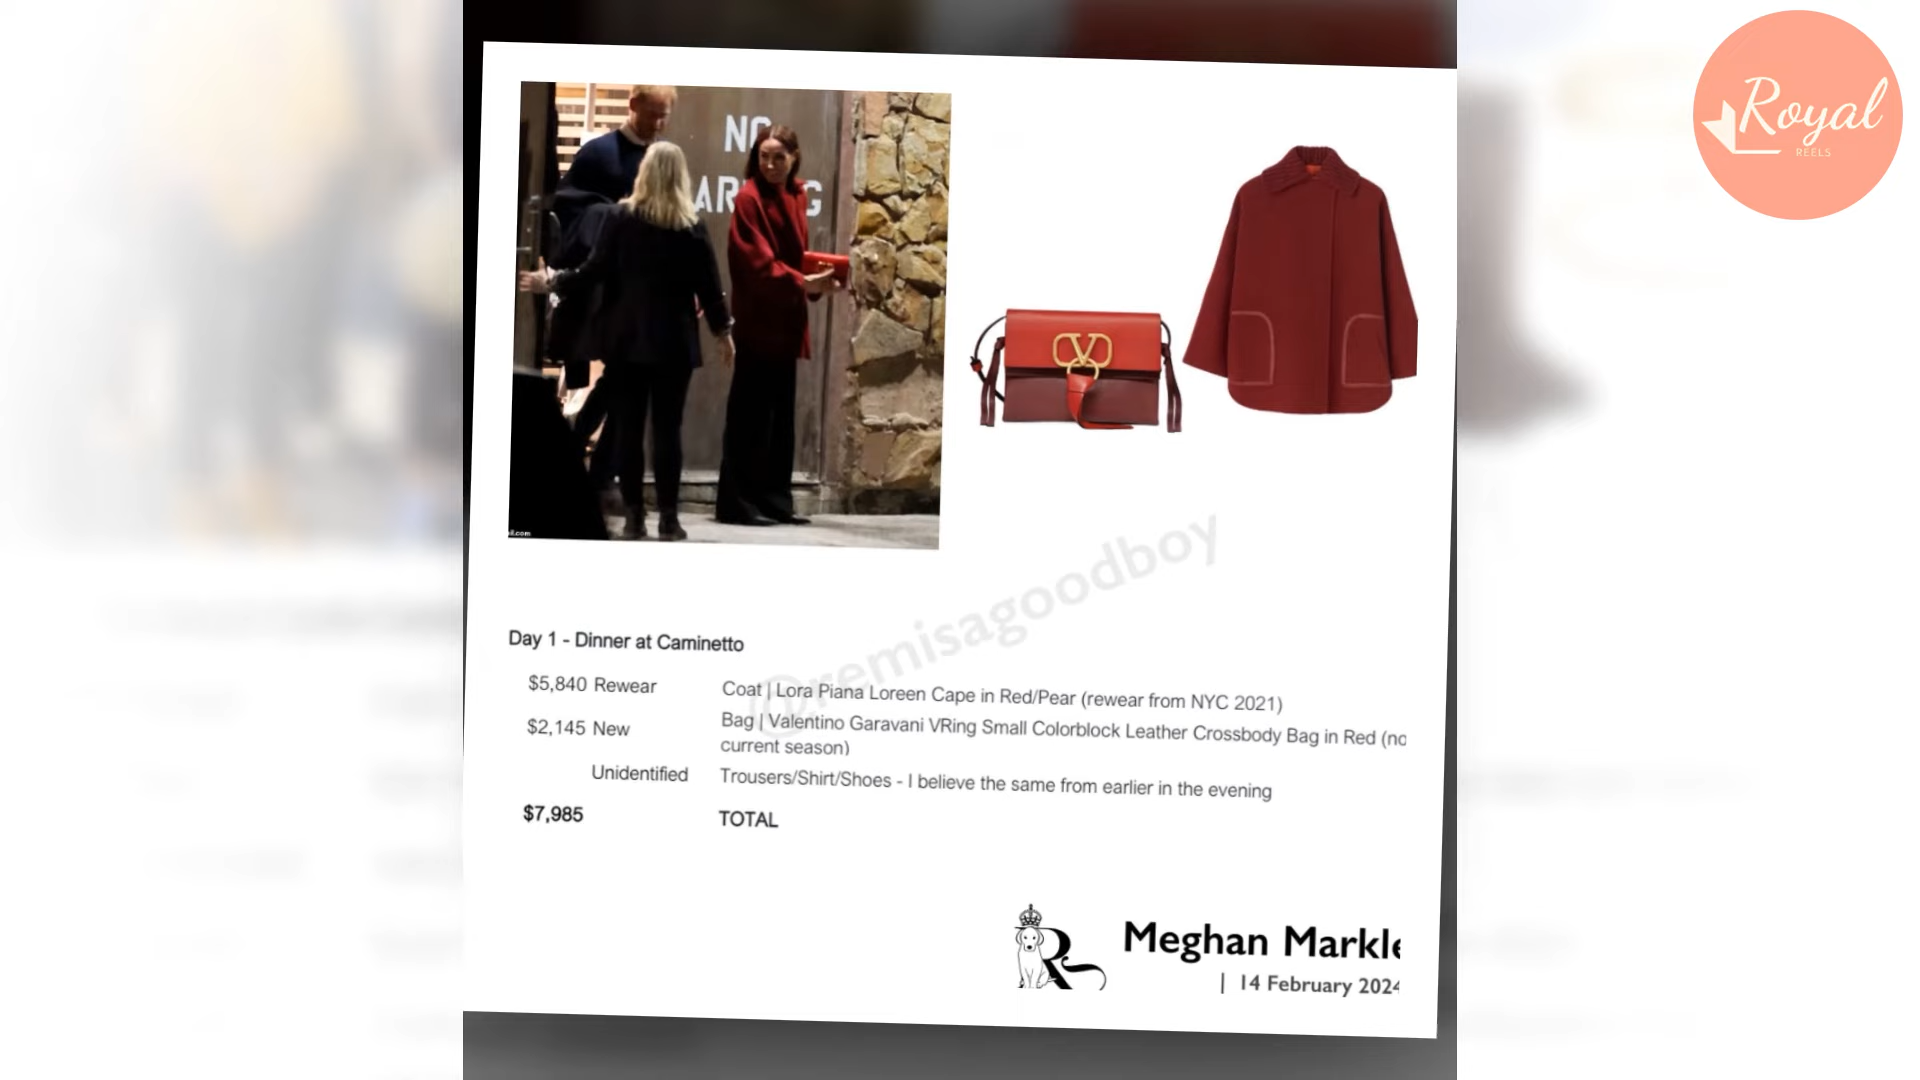 Royal
REELS
NO
il.com
@remisagoodboy
Day 1 - Dinner at Caminetto
$5,840 Rewear Coat | Lora Piana Loreen Cape in Red/Pear (rewear from NYC 2021)
$2,145 New Bag | Valentino Garavani VRing Small Colorblock Leather Crossbody Bag in Red (no
current season)
Unidentified Trousers/Shirt/Shoes - I believe the same from earlier in the evening
$7,985 TOTAL
R
Meghan Markle
| 14 February 2024